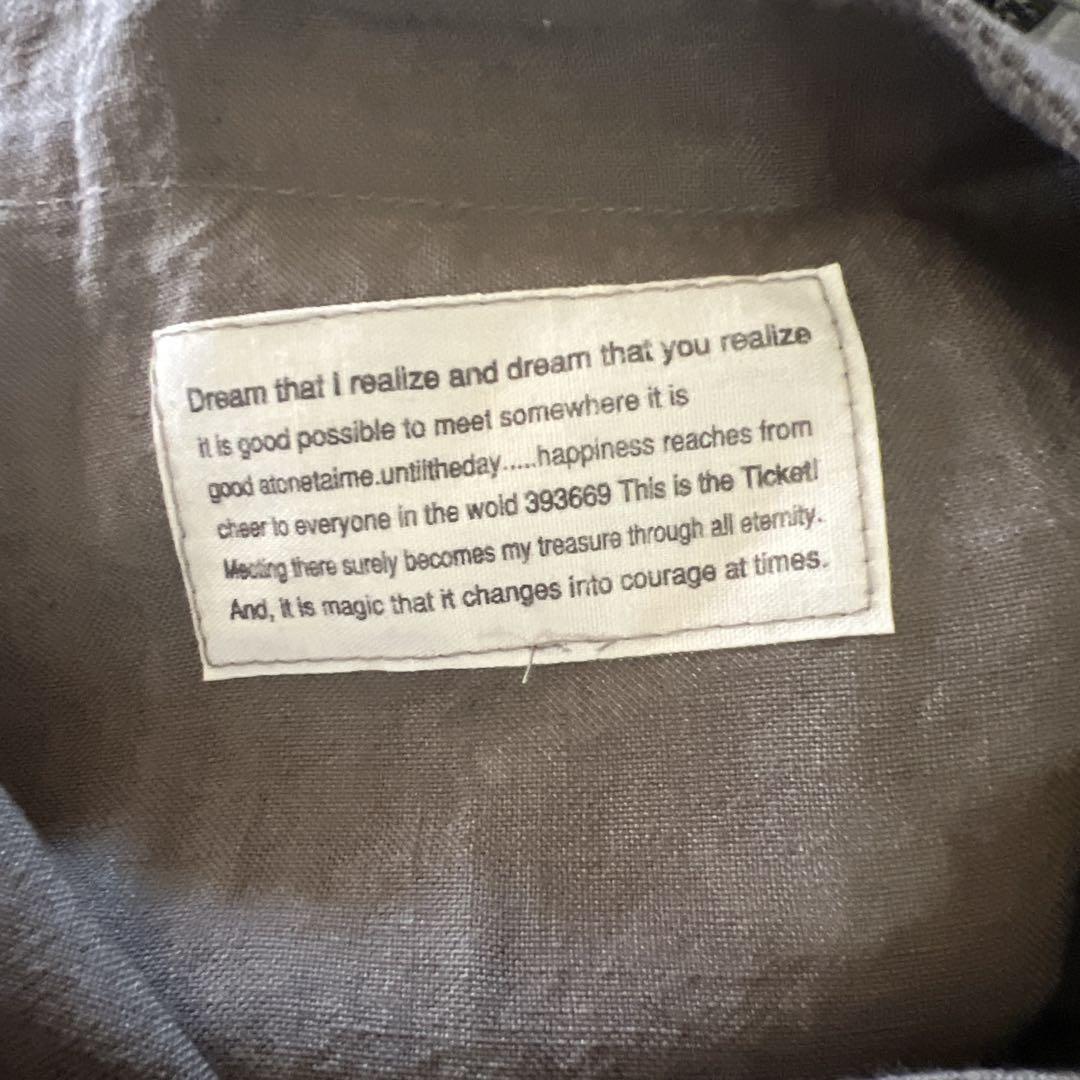 Dream that I realize and dream that you realize
it is good possible to meet somewhere it is
good atonetaime.untiltheday.....happiness reaches from
cheer to everyone in the wold 393669 This is the Ticket!
Meeting there surely becomes my treasure through all eternity.
And, it is magic that it changes into courage at times.